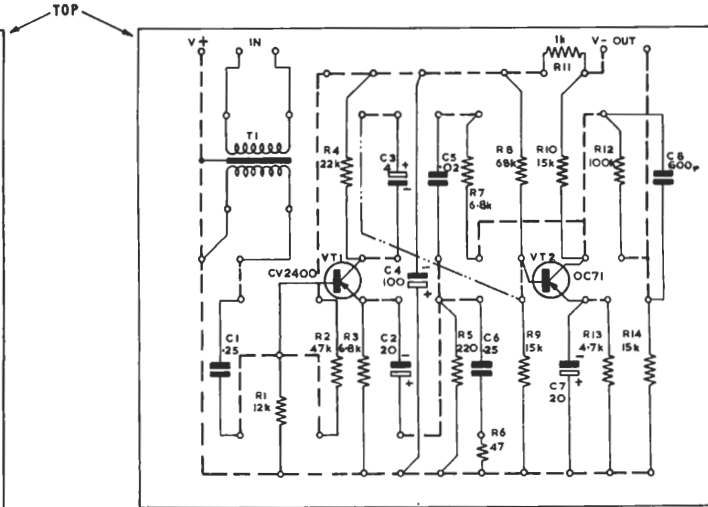 TOP
V+ IN
1k
V- OUT
R11
T1
R4
22k
C3
4
+
-
C5
.02
R7
6.8k
R8
68k
R10
15k
R12
100k
C8
600p
CV2400
VT1
C4
100
-
+
VT2
OC71
C1
.25
R2
47k
R3
6.8k
C2
20
-
+
R5
220
C6
.25
R9
15k
C7
20
-
+
R13
4.7k
R14
15k
R1
12k
R6
47